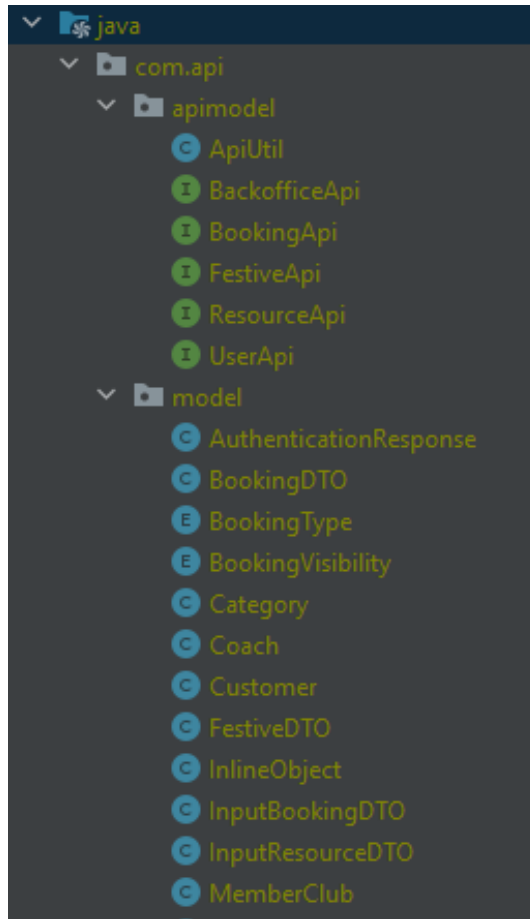 java
com.api
apimodel
C ApiUtil
I BackofficeApi
I BookingApi
I FestiveApi
I ResourceApi
I UserApi
model
C AuthenticationResponse
C BookingDTO
E BookingType
E BookingVisibility
C Category
C Coach
C Customer
C FestiveDTO
C InlineObject
C InputBookingDTO
C InputResourceDTO
C MemberClub